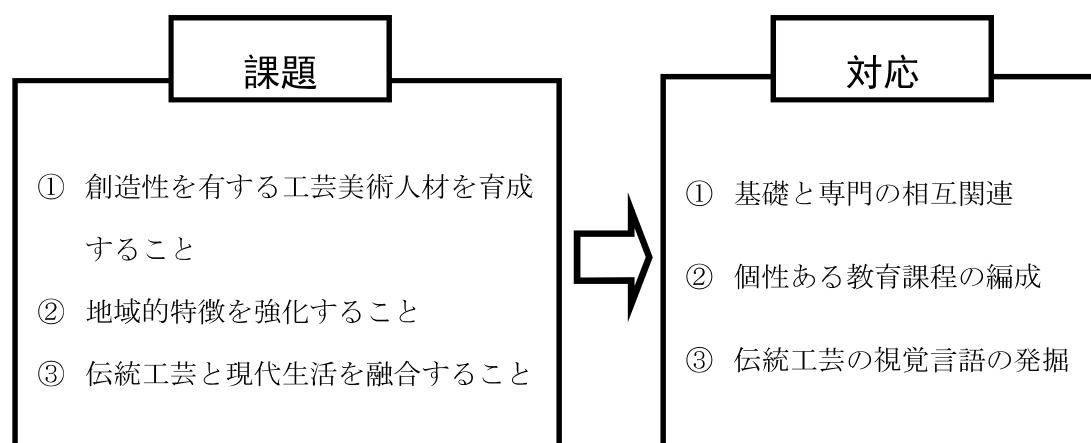 課題
① 創造性を有する工芸美術人材を育成
すること
② 地域的特徴を強化すること
③ 伝統工芸と現代生活を融合すること
対応
① 基礎と専門の相互関連
② 個性ある教育課程の編成
③ 伝統工芸の視覚言語の発掘